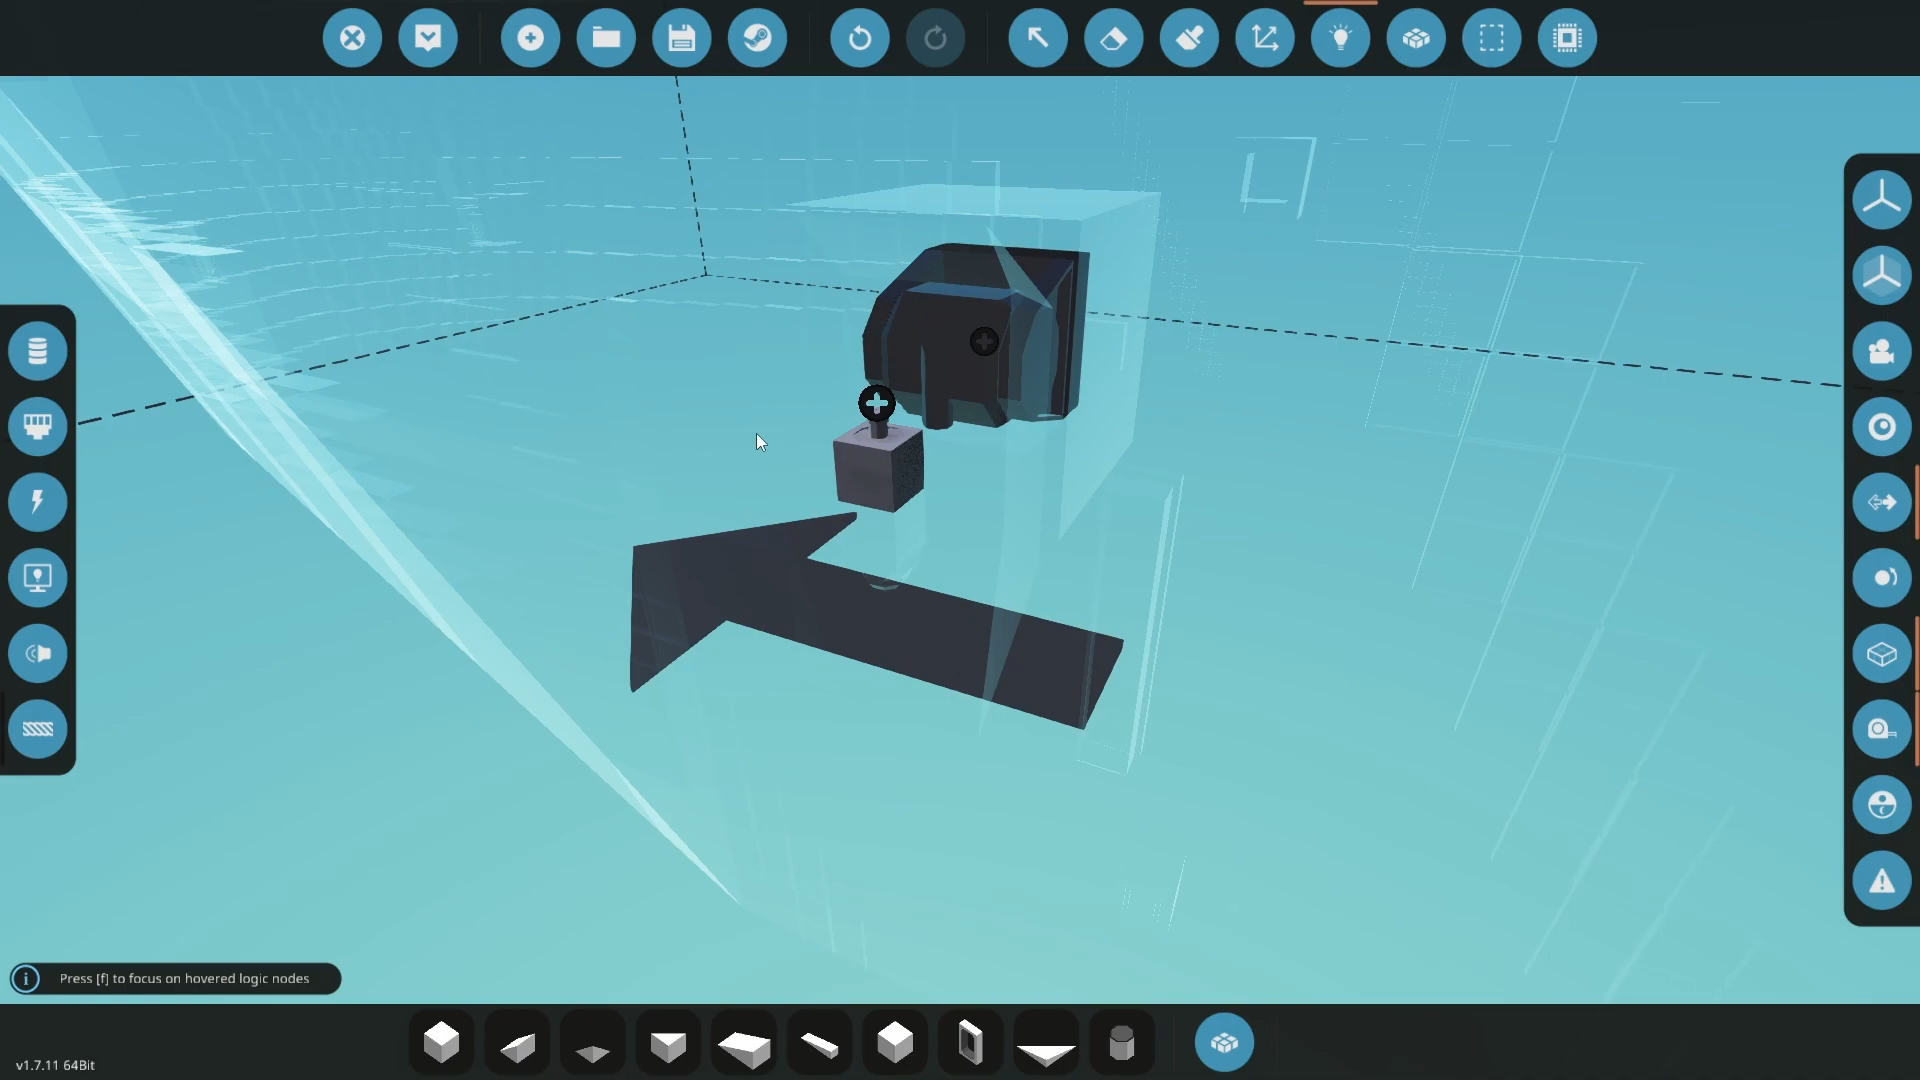 Press [f] to focus on hovered logic nodes
v1.7.11 64Bit